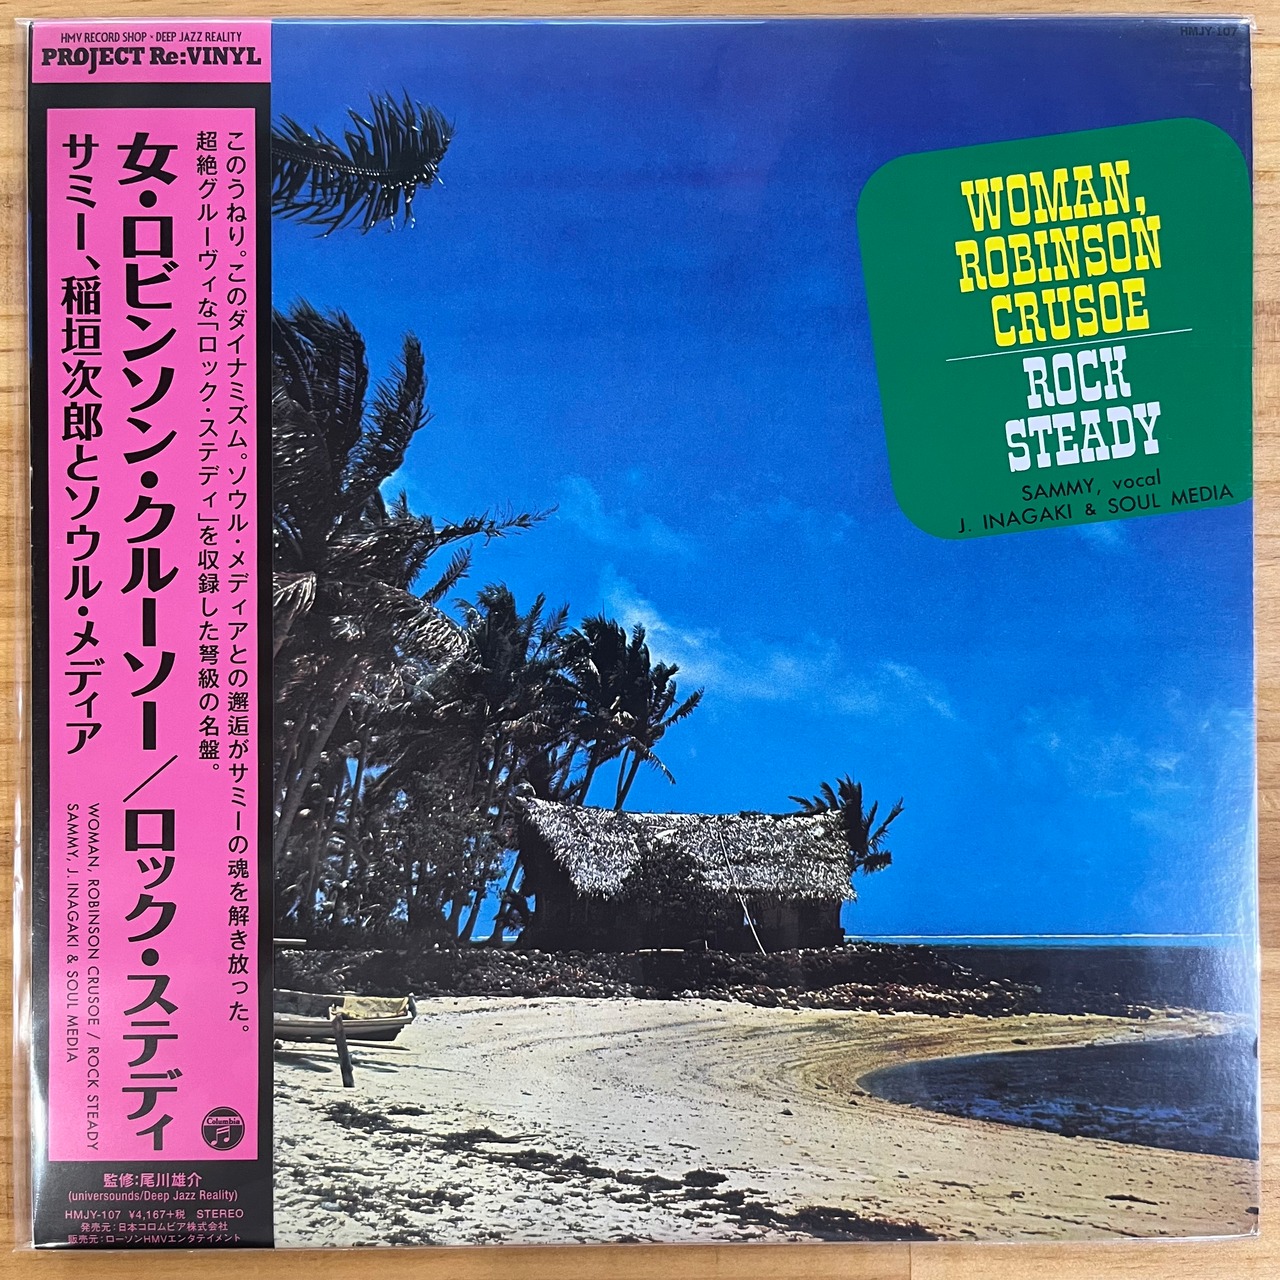 HMV RECORD SHOP × DEEP JAZZ REALITY
PROJECT Re:VINYL
このうねり。このダイナミズム。ソウル・メディアとの邂逅がサミーの魂を解き放った。
超絶グルーヴィな「ロック・ステディ」を収録した弩級の名盤。
女・ロビンソン・クルーソー／ロック・ステディ
サミー、稲垣次郎とソウル・メディア
WOMAN, ROBINSON CRUSOE / ROCK STEADY
SAMMY, J. INAGAKI & SOUL MEDIA
Columbia
監修:尾川雄介
(universounds/Deep Jazz Reality)
HMJY-107 ¥4,167+税 STEREO
発売元:日本コロムビア株式会社
販売元:ローソンHMVエンタテイメント
HMJY-107
WOMAN,
ROBINSON
CRUSOE
ROCK
STEADY
SAMMY, vocal
J. INAGAKI & SOUL MEDIA